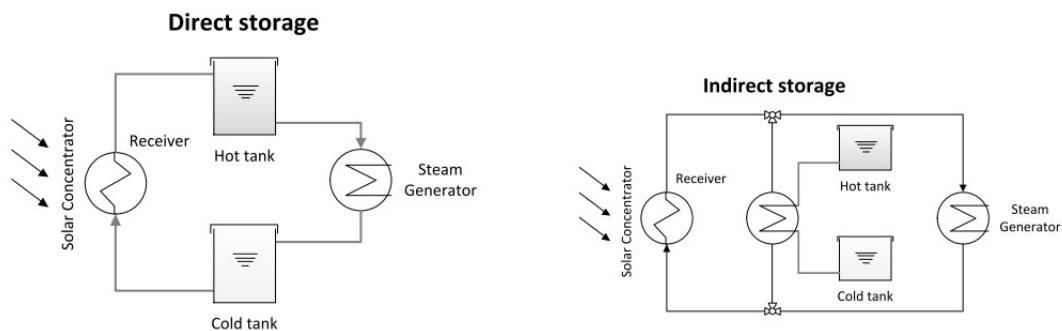 Direct storage
Solar Concentrator
Receiver
Hot tank
Steam
Generator
Cold tank
Indirect storage
Solar Concentrator
Receiver
Hot tank
Steam
Generator
Cold tank